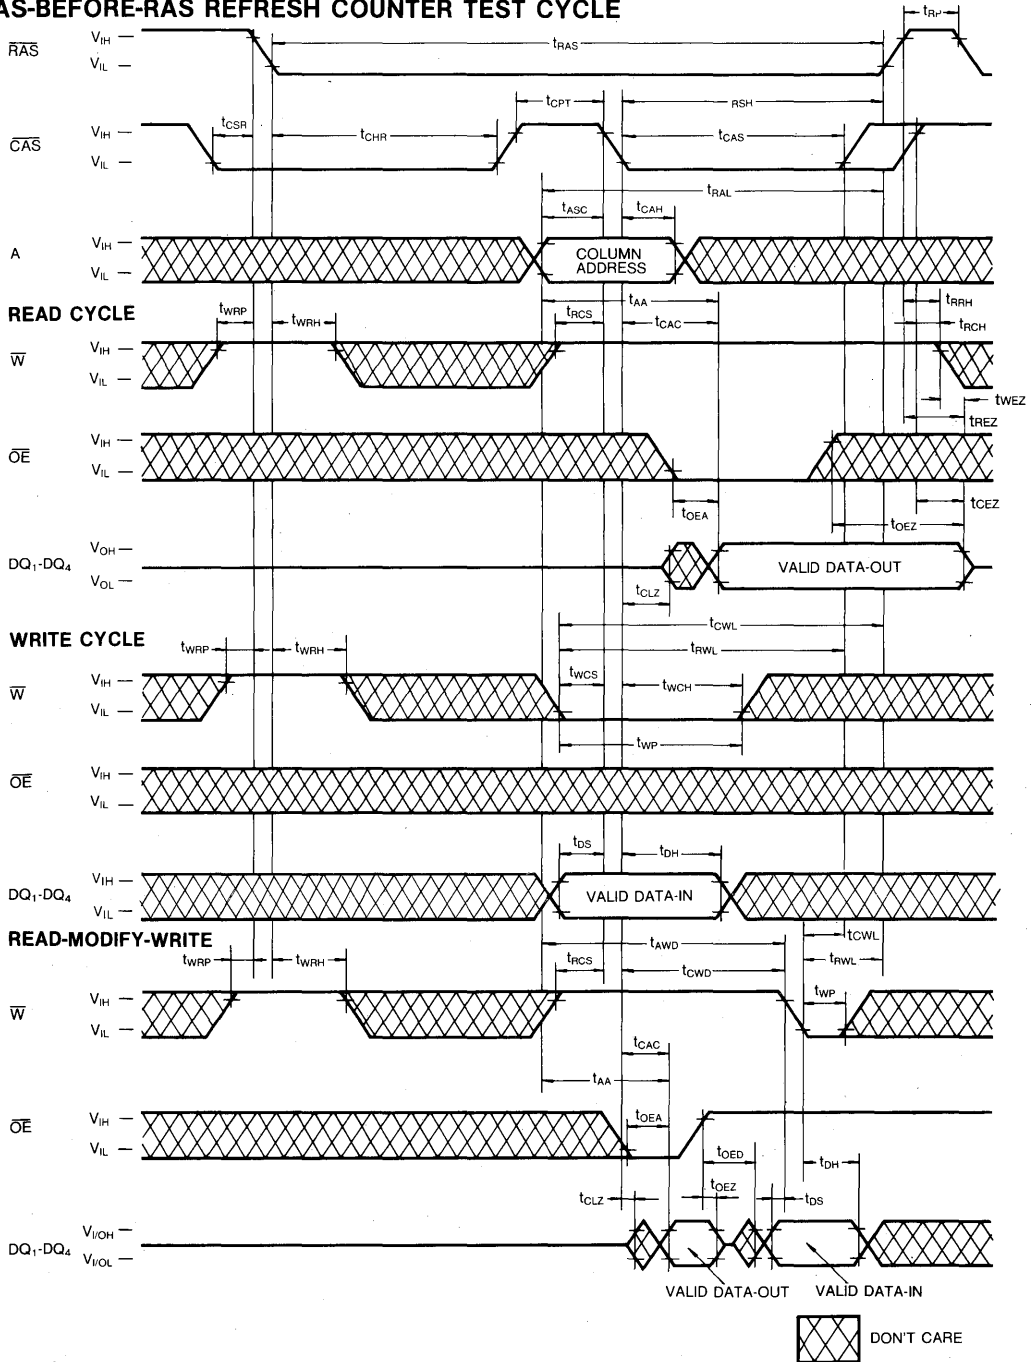 AS-BEFORE-RAS REFRESH COUNTER TEST CYCLE
tRP
RAS
VIH
VIL
tRAS
tCPT
RSH
CAS
VIH
VIL
tCSR
tCHR
tCAS
tRAL
tASC
tCAH
A
VIH
VIL
COLUMN
ADDRESS
READ CYCLE
tWRP
tWRH
tAA
tRCS
tCAC
tRRH
tRCH
W
VIH
VIL
tWEZ
tREZ
OE
VIH
VIL
tOEA
tOEZ
tCEZ
DQ1-DQ4
VOH
VOL
VALID DATA-OUT
tCLZ
WRITE CYCLE
tCWL
tWRP
tWRH
tRWL
W
VIH
VIL
tWCS
tWCH
tWP
OE
VIH
VIL
tDS
tDH
DQ1-DQ4
VIH
VIL
VALID DATA-IN
READ-MODIFY-WRITE
tAWD
tCWL
tWRP
tWRH
tRCS
tCWD
tRWL
W
VIH
VIL
tWP
tCAC
tAA
OE
VIH
VIL
tOEA
tOED
tDH
tCLZ
tOEZ
tDS
DQ1-DQ4
VI/OH
VI/OL
VALID DATA-OUT
VALID DATA-IN
DON'T CARE